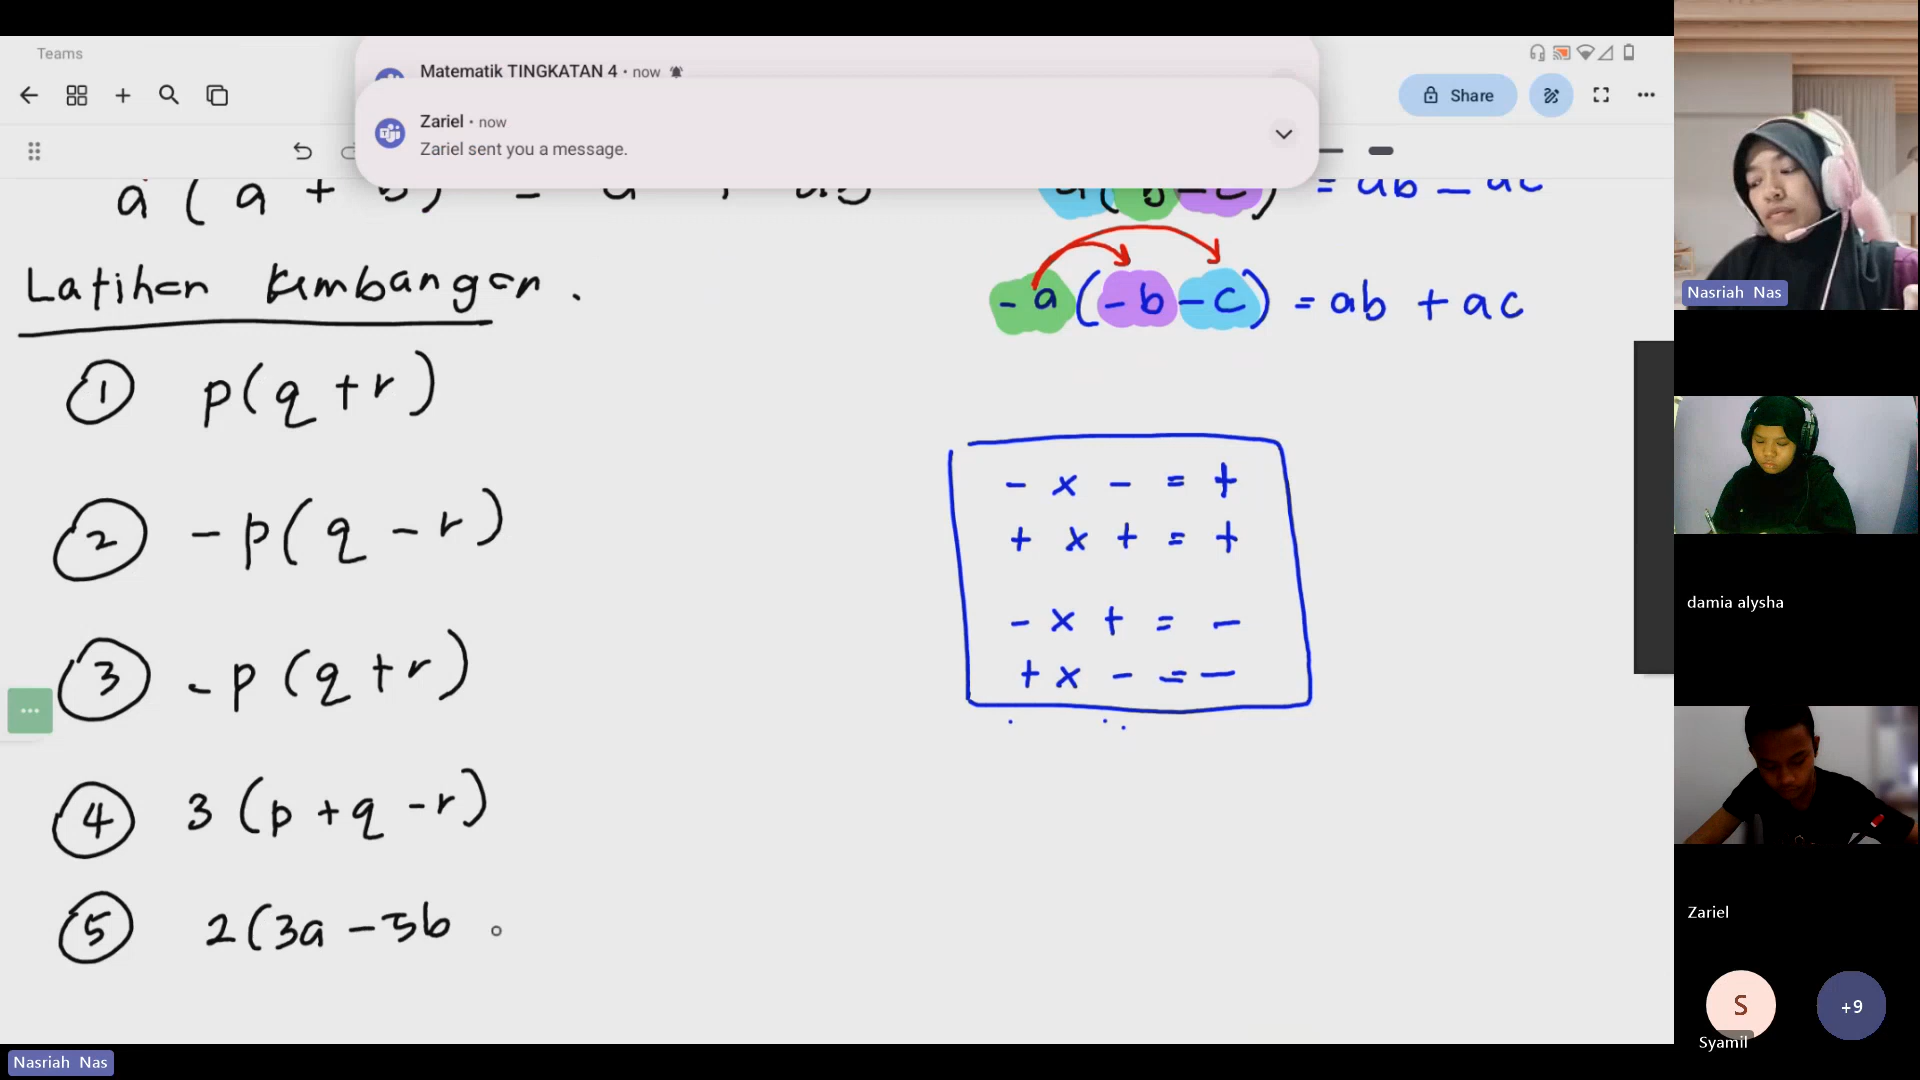 Teams
Matematik TINGKATAN 4 • now
Zariel • now
Zariel sent you a message.
Share
a(a +
= ab - ac
-a(-b-c) = ab + ac
Latihan kembangan.
① p(q+r)
② -p(q-r)
③ -p(q+r)
④ 3(p+q-r)
⑤ 2(3a-5b
- x - = +
+ x + = +
- x + = -
+ x - = -
Nasriah Nas
damia alysha
Zariel
S
Syamil
+9
Nasriah Nas